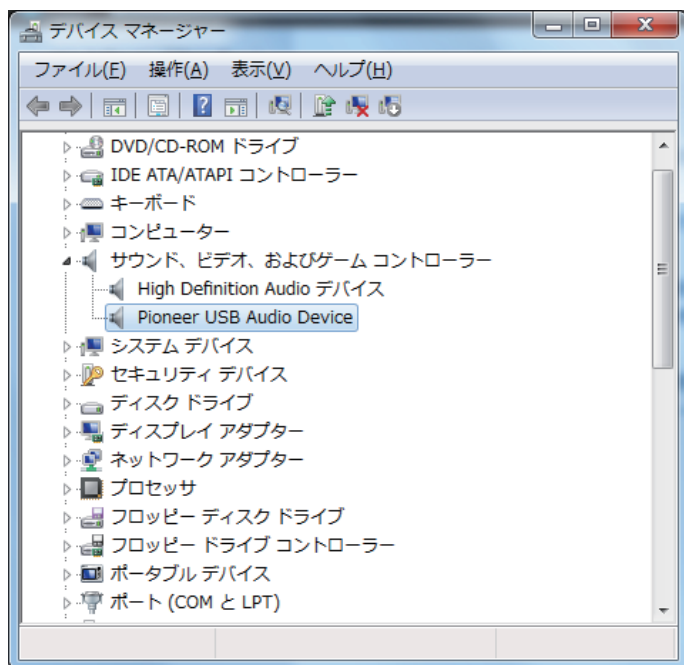 デバイス マネージャー
ファイル(F) 操作(A) 表示(V) ヘルプ(H)
DVD/CD-ROM ドライブ
IDE ATA/ATAPI コントローラー
キーボード
コンピューター
サウンド、ビデオ、およびゲーム コントローラー
High Definition Audio デバイス
Pioneer USB Audio Device
システム デバイス
セキュリティ デバイス
ディスク ドライブ
ディスプレイ アダプター
ネットワーク アダプター
プロセッサ
フロッピー ディスク ドライブ
フロッピー ドライブ コントローラー
ポータブル デバイス
ポート (COM と LPT)